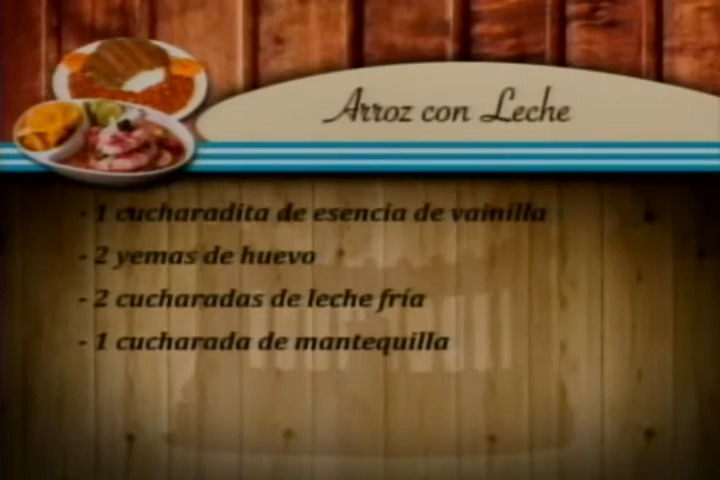 Arroz con Leche
- 1 cucharadita de esencia de vainilla
- 2 yemas de huevo
- 2 cucharadas de leche fría
- 1 cucharada de mantequilla